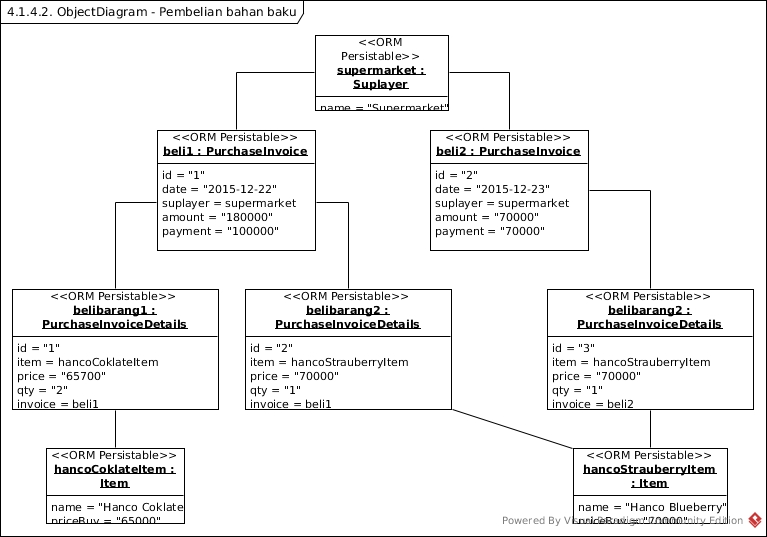 4.1.4.2. ObjectDiagram - Pembelian bahan baku
<<ORM
Persistable>>
supermarket :
Suplayer
name = "Supermarket"
<<ORM Persistable>>
beli1 : PurchaseInvoice
id = "1"
date = "2015-12-22"
suplayer = supermarket
amount = "180000"
payment = "100000"
<<ORM Persistable>>
beli2 : PurchaseInvoice
id = "2"
date = "2015-12-23"
suplayer = supermarket
amount = "70000"
payment = "70000"
<<ORM Persistable>>
belibarang1 :
PurchaseInvoiceDetails
id = "1"
item = hancoCoklateItem
price = "65700"
qty = "2"
invoice = beli1
<<ORM Persistable>>
belibarang2 :
PurchaseInvoiceDetails
id = "2"
item = hancoStrauberryItem
price = "70000"
qty = "1"
invoice = beli1
<<ORM Persistable>>
belibarang2 :
PurchaseInvoiceDetails
id = "3"
item = hancoStrauberryItem
price = "70000"
qty = "1"
invoice = beli2
<<ORM Persistable>>
hancoCoklateItem :
Item
name = "Hanco Coklate
priceBuy = "65000"
<<ORM Persistable>>
hancoStrauberryItem
: Item
name = "Hanco Blueberry"
priceBuy = "70000"
Powered By Visual Paradigm Community Edition